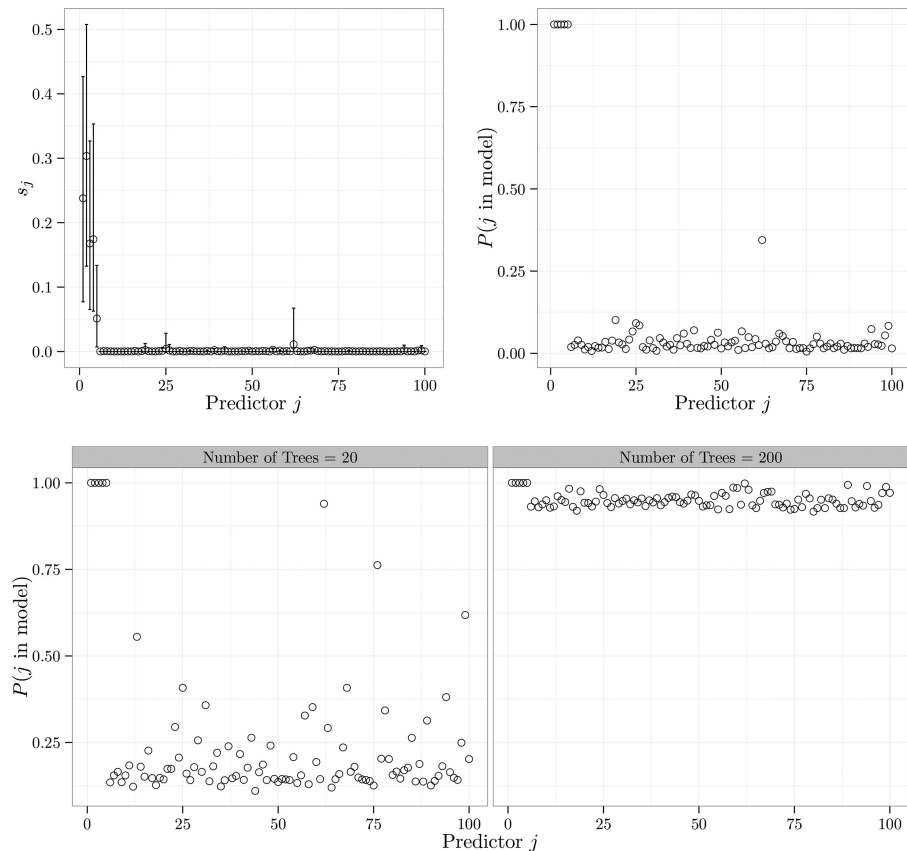 0.5
0.4
0.3
0.2
0.1
0.0
s_j
0 25 50 75 100
Predictor j
1.00
0.75
0.50
0.25
0.00
P(j in model)
0 25 50 75 100
Predictor j
Number of Trees = 20
Number of Trees = 200
1.00
0.75
0.50
0.25
P(j in model)
0 25 50 75 100
0 25 50 75 100
Predictor j